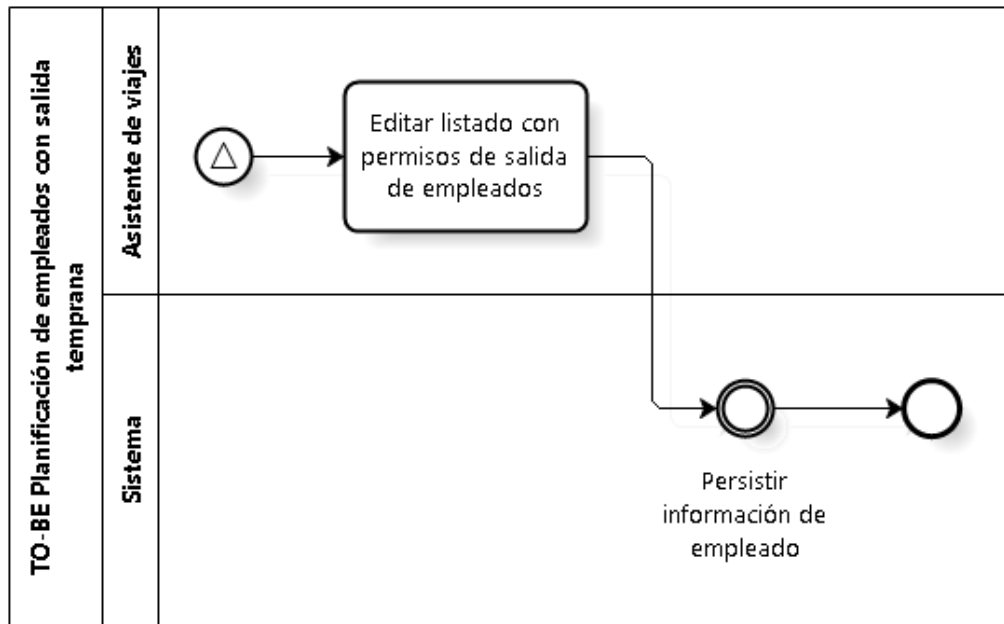 TO-BE Planificación de empleados con salida
temprana
Asistente de viajes
Editar listado con
permisos de salida
de empleados
Sistema
Persistir
información de
empleado